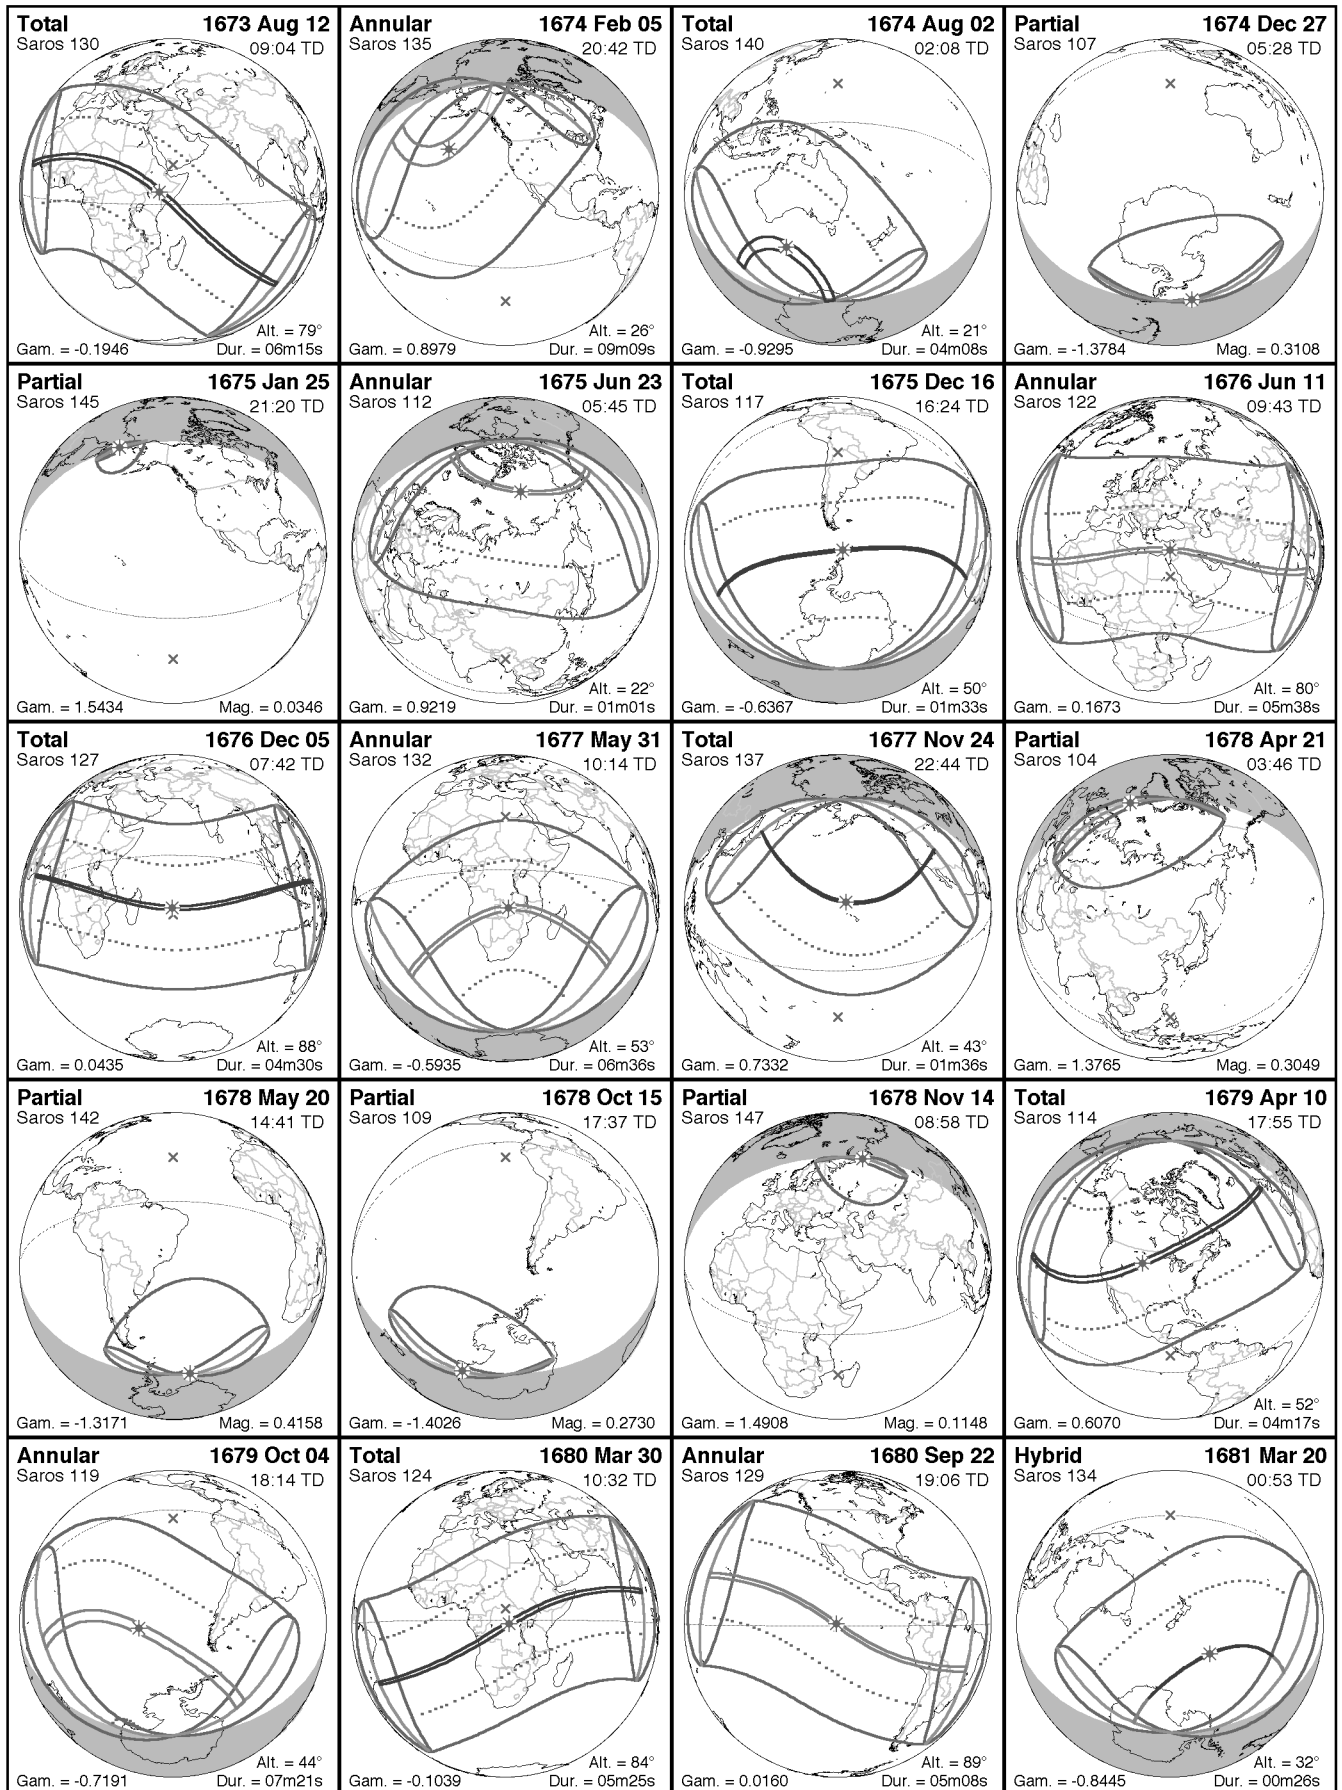 Total 1673 Aug 12
Saros 130 09:04 TD
Alt. = 79°
Gam. = -0.1946 Dur. = 06m15s
Annular 1674 Feb 05
Saros 135 20:42 TD
Alt. = 26°
Gam. = 0.8979 Dur. = 09m09s
Total 1674 Aug 02
Saros 140 02:08 TD
Alt. = 21°
Gam. = -0.9295 Dur. = 04m08s
Partial 1674 Dec 27
Saros 107 05:28 TD
Gam. = -1.3784 Mag. = 0.3108
Partial 1675 Jan 25
Saros 145 21:20 TD
Gam. = 1.5434 Mag. = 0.0346
Annular 1675 Jun 23
Saros 112 05:45 TD
Alt. = 22°
Gam. = 0.9219 Dur. = 01m01s
Total 1675 Dec 16
Saros 117 16:24 TD
Alt. = 50°
Gam. = -0.6367 Dur. = 01m33s
Annular 1676 Jun 11
Saros 122 09:43 TD
Alt. = 80°
Gam. = 0.1673 Dur. = 05m38s
Total 1676 Dec 05
Saros 127 07:42 TD
Alt. = 88°
Gam. = 0.0435 Dur. = 04m30s
Annular 1677 May 31
Saros 132 10:14 TD
Alt. = 53°
Gam. = -0.5935 Dur. = 06m36s
Total 1677 Nov 24
Saros 137 22:44 TD
Alt. = 43°
Gam. = 0.7332 Dur. = 01m36s
Partial 1678 Apr 21
Saros 104 03:46 TD
Gam. = 1.3765 Mag. = 0.3049
Partial 1678 May 20
Saros 142 14:41 TD
Gam. = -1.3171 Mag. = 0.4158
Partial 1678 Oct 15
Saros 109 17:37 TD
Gam. = -1.4026 Mag. = 0.2730
Partial 1678 Nov 14
Saros 147 08:58 TD
Gam. = 1.4908 Mag. = 0.1148
Total 1679 Apr 10
Saros 114 17:55 TD
Alt. = 52°
Gam. = 0.6070 Dur. = 04m17s
Annular 1679 Oct 04
Saros 119 18:14 TD
Alt. = 44°
Gam. = -0.7191 Dur. = 07m21s
Total 1680 Mar 30
Saros 124 10:32 TD
Alt. = 84°
Gam. = -0.1039 Dur. = 05m25s
Annular 1680 Sep 22
Saros 129 19:06 TD
Alt. = 89°
Gam. = 0.0160 Dur. = 05m08s
Hybrid 1681 Mar 20
Saros 134 00:53 TD
Alt. = 32°
Gam. = -0.8445 Dur. = 00m26s